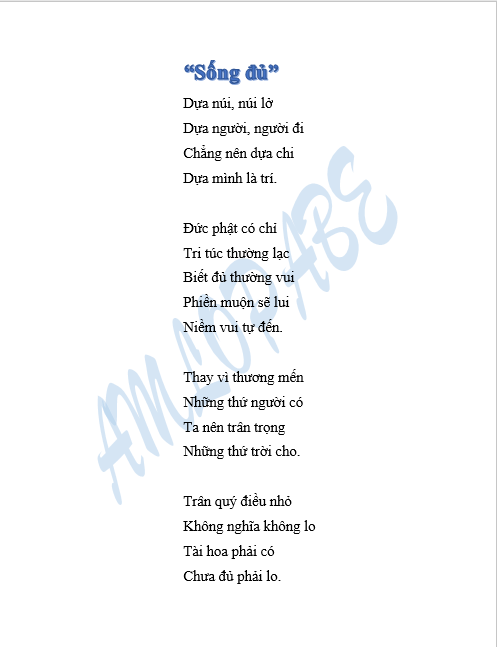 “Sống đủ”
Dựa núi, núi lở
Dựa người, người đi
Chẳng nên dựa chi
Dựa mình là trí.
Đức phật có chỉ
Tri túc thường lạc
Biết đủ thường vui
Phiền muộn sẽ lui
Niềm vui tự đến.
Thay vì thương mến
Những thứ người có
Ta nên trân trọng
Những thứ trời cho.
Trân quý điều nhỏ
Không nghĩa không lo
Tài hoa phải có
Chưa đủ phải lo.
AMLOPABE